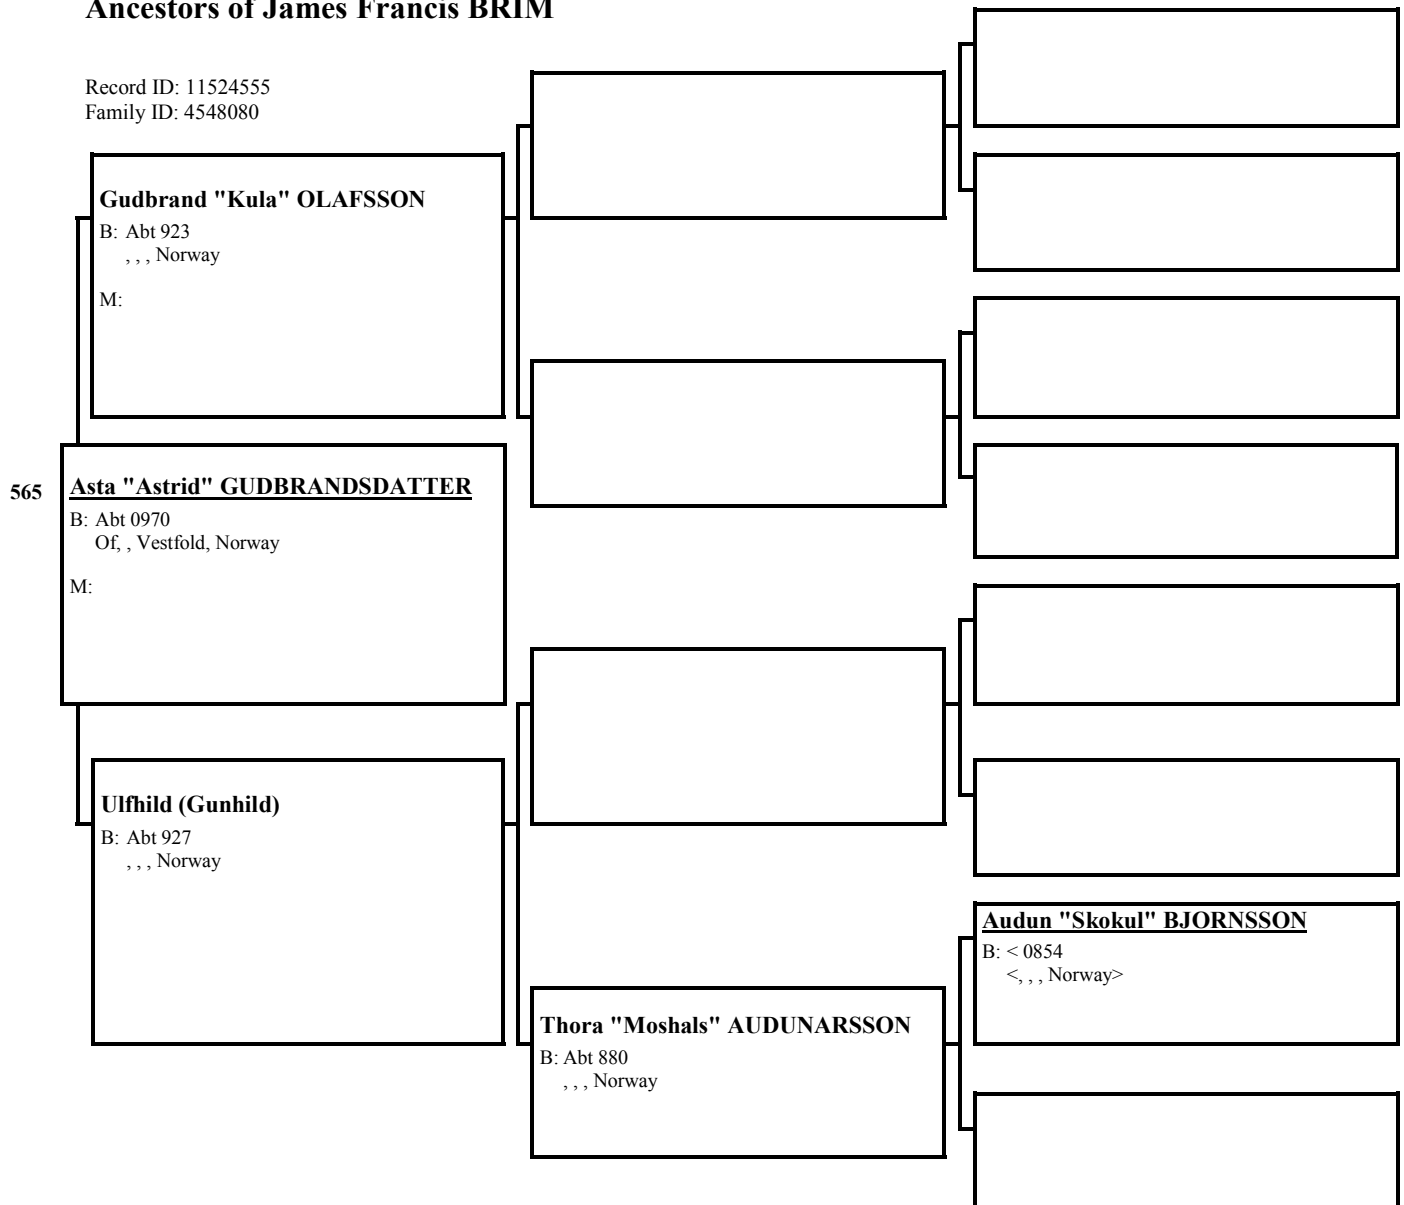 Ancestors of James Francis BRIM
Record ID: 11524555
Family ID: 4548080
Gudbrand "Kula" OLAFSSON
B: Abt 923
, , , Norway
M:
565
Asta "Astrid" GUDBRANDSDATTER
B: Abt 0970
Of, , Vestfold, Norway
M:
Ulfhild (Gunhild)
B: Abt 927
, , , Norway
Thora "Moshals" AUDUNARSSON
B: Abt 880
, , , Norway
Audun "Skokul" BJORNSSON
B: < 0854
<, , , Norway>